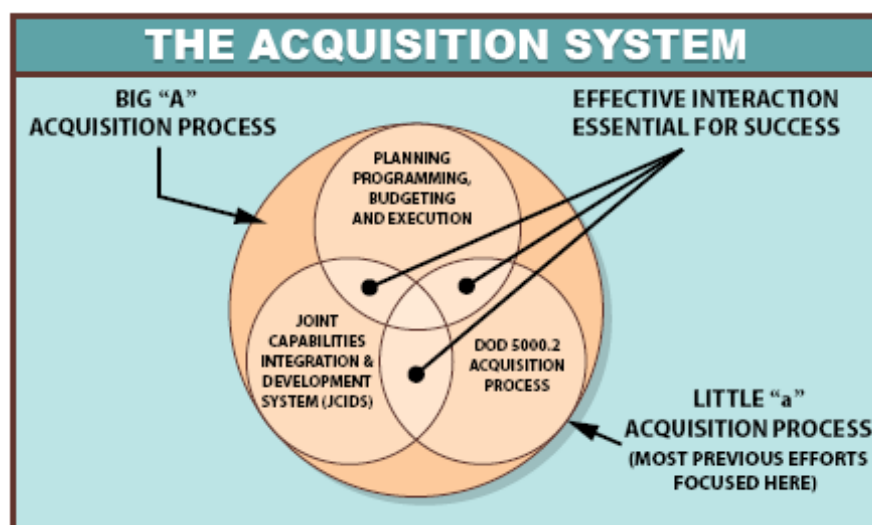 THE ACQUISITION SYSTEM
BIG “A”
ACQUISITION PROCESS
EFFECTIVE INTERACTION
ESSENTIAL FOR SUCCESS
PLANNING
PROGRAMMING,
BUDGETING
AND EXECUTION
JOINT
CAPABILITIES
INTEGRATION &
DEVELOPMENT
SYSTEM (JCIDS)
DOD 5000.2
ACQUISITION
PROCESS
LITTLE “a”
ACQUISITION PROCESS
(MOST PREVIOUS EFFORTS
FOCUSED HERE)